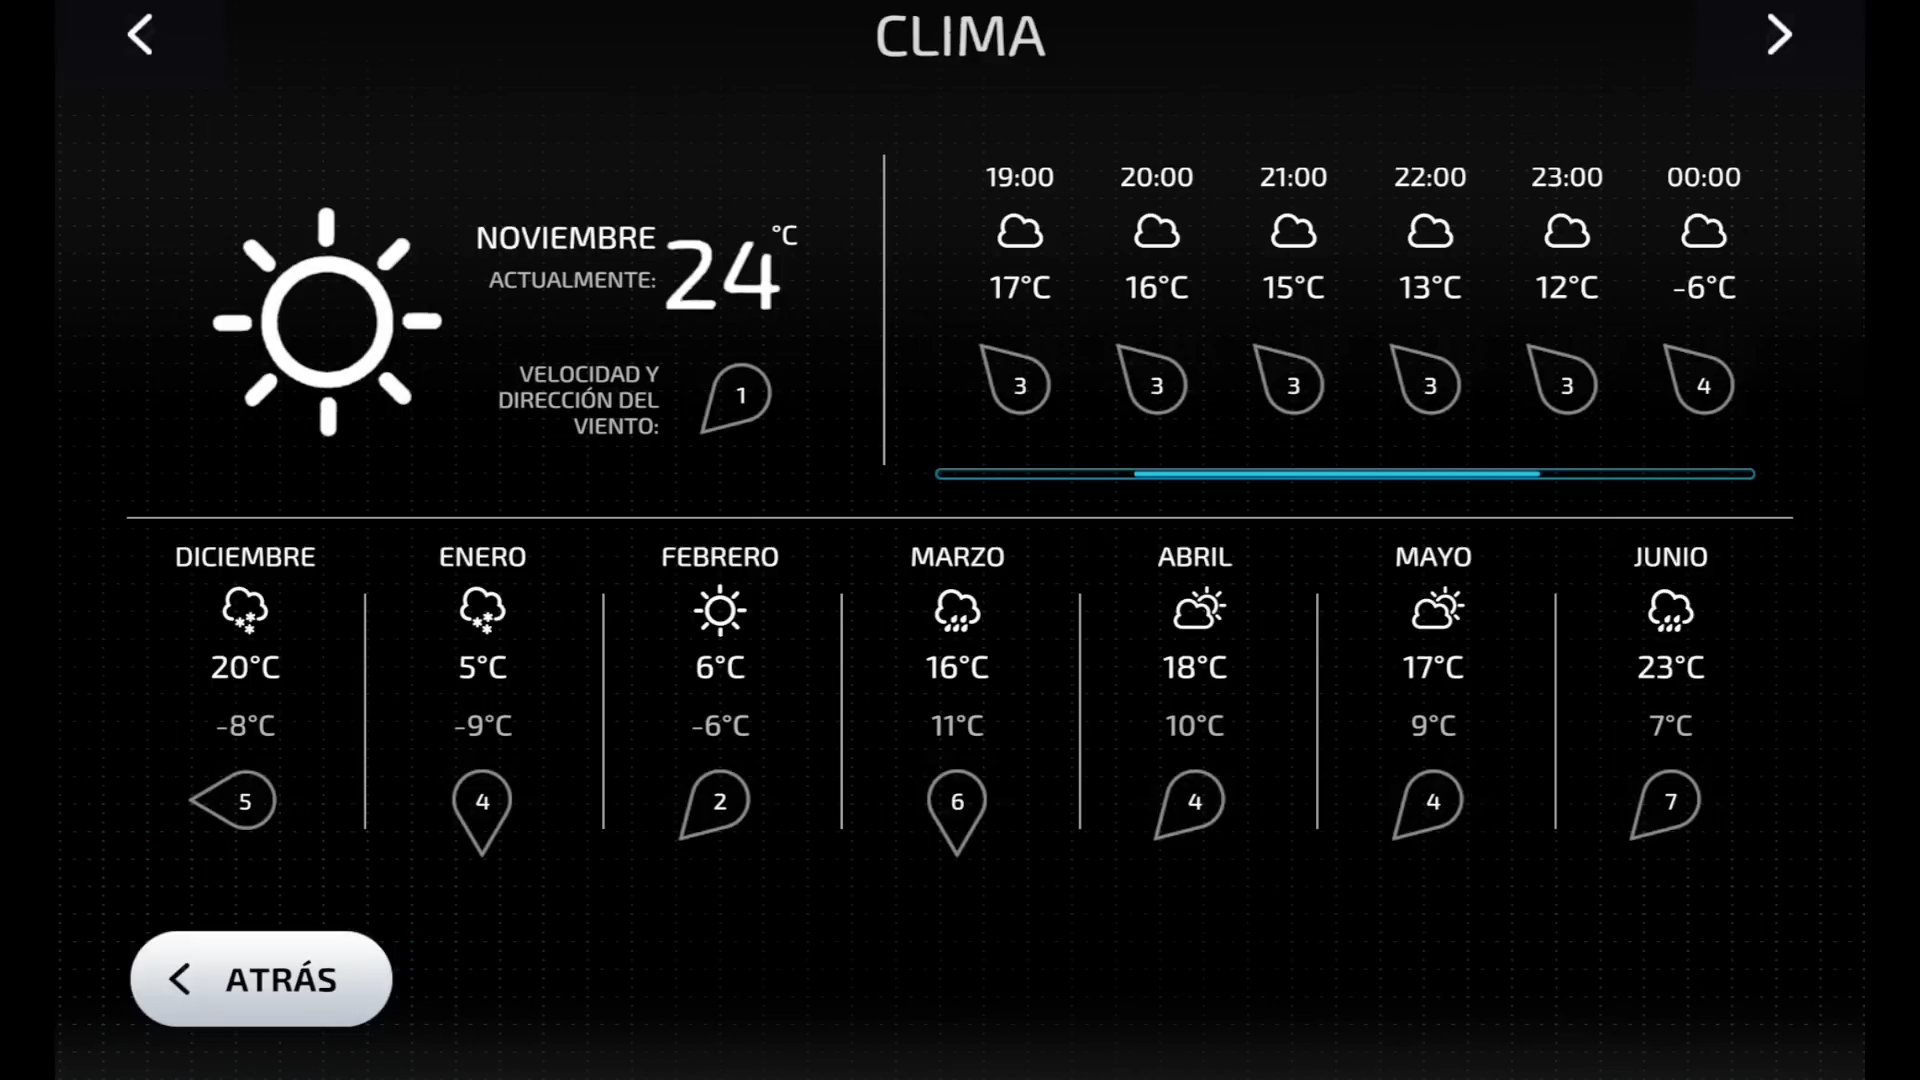 CLIMA
NOVIEMBRE
ACTUALMENTE:
24 °C
VELOCIDAD Y
DIRECCIÓN DEL
VIENTO:
1
19:00 20:00 21:00 22:00 23:00 00:00
17°C 16°C 15°C 13°C 12°C -6°C
3 3 3 3 3 4
DICIEMBRE ENERO FEBRERO MARZO ABRIL MAYO JUNIO
20°C 5°C 6°C 16°C 18°C 17°C 23°C
-8°C -9°C -6°C 11°C 10°C 9°C 7°C
5 4 2 6 4 4 7
ATRÁS